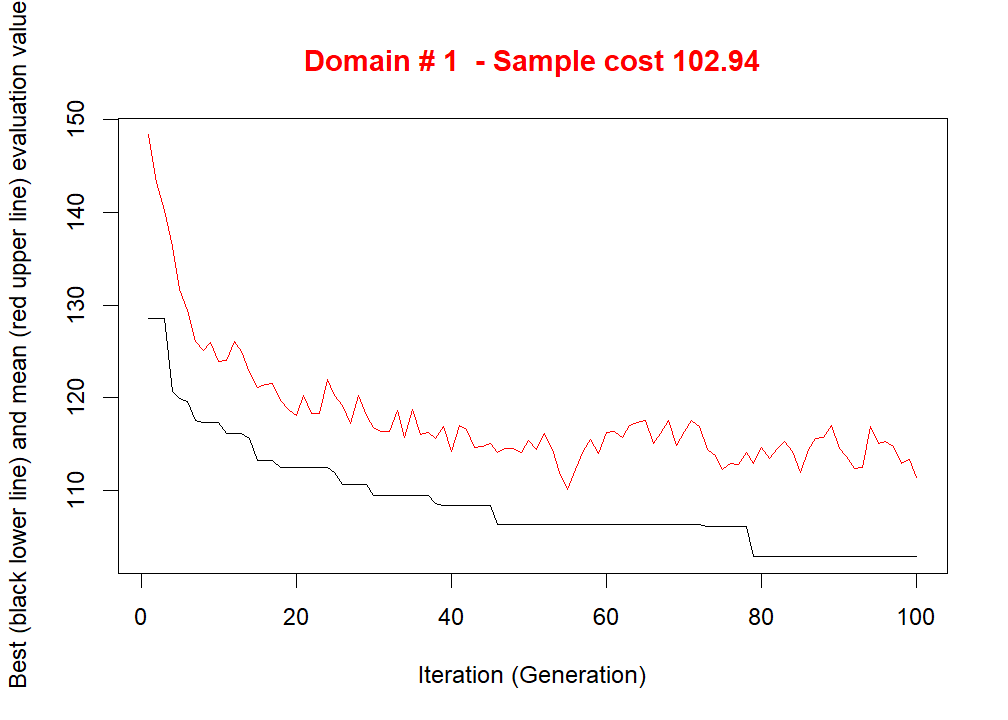 Domain # 1  - Sample cost 102.94
Best (black lower line) and mean (red upper line) evaluation value
150
140
130
120
110
0 20 40 60 80 100
Iteration (Generation)